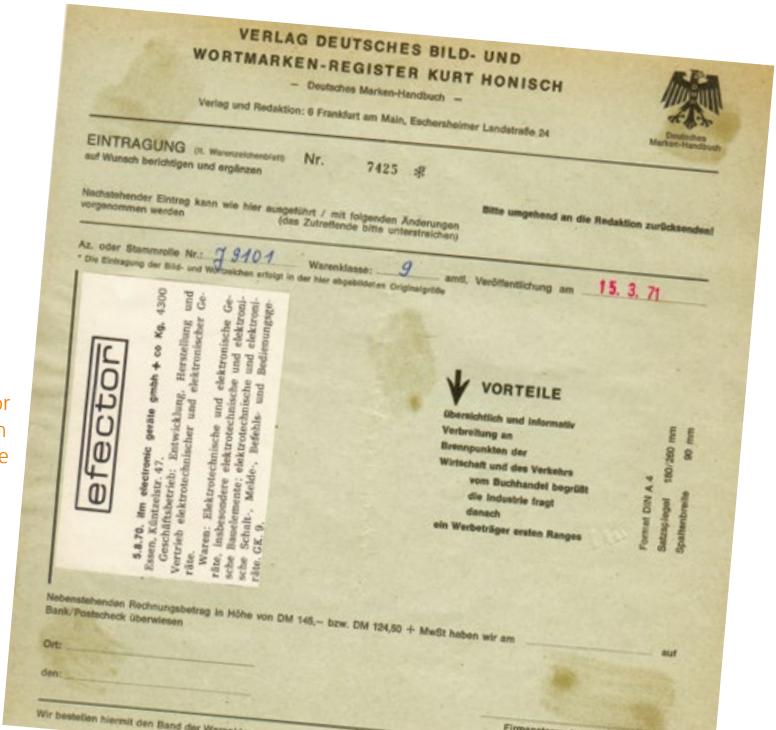 VERLAG DEUTSCHES BILD- UND
WORTMARKEN-REGISTER KURT HONISCH
— Deutsches Marken-Handbuch —
Verlag und Redaktion: 6 Frankfurt am Main, Eschersheimer Landstraße 24
Deutsches
Marken-Handbuch
EINTRAGUNG (lt. Warenzeichenblatt) Nr. 7425 *
auf Wunsch berichtigen und ergänzen
Nachstehender Eintrag kann wie hier ausgeführt / mit folgenden Änderungen
vorgenommen werden (das Zutreffende bitte unterstreichen)
Bitte umgehend an die Redaktion zurücksenden!
Az. oder Stammrolle Nr.: J 9101 Warenklasse: 9 amtl. Veröffentlichung am 15. 3. 71
* Die Eintragung der Bild- und Wortzeichen erfolgt in der hier abgebildeten Originalgröße
efector
5.8.70. ifm electronic geräte gmbh + co Kg, 4300
Essen, Küntzelstr. 47.
Geschäftsbetrieb: Entwicklung, Herstellung und
Vertrieb elektrotechnischer und elektronischer Ge-
räte.
Waren: Elektrotechnische und elektronische Ge-
räte, insbesondere elektrotechnische und elektroni-
sche Bauelemente; elektrotechnische und elektroni-
sche Schalt-, Melde-, Befehls- und Bedienungsge-
räte. GK. 9.
VORTEILE
übersichtlich und informativ
Verbreitung an
Brennpunkten der
Wirtschaft und des Verkehrs
vom Buchhandel begrüßt
die Industrie fragt
danach
ein Werbeträger ersten Ranges
Format DIN A 4
Satzspiegel 180/260 mm
Spaltenbreite 90 mm
Nebenstehenden Rechnungsbetrag in Höhe von DM 145,— bzw. DM 124,50 + MwSt haben wir am
auf
Bank/Postscheck überwiesen
Ort:
den:
Wir bestellen hiermit den Band der